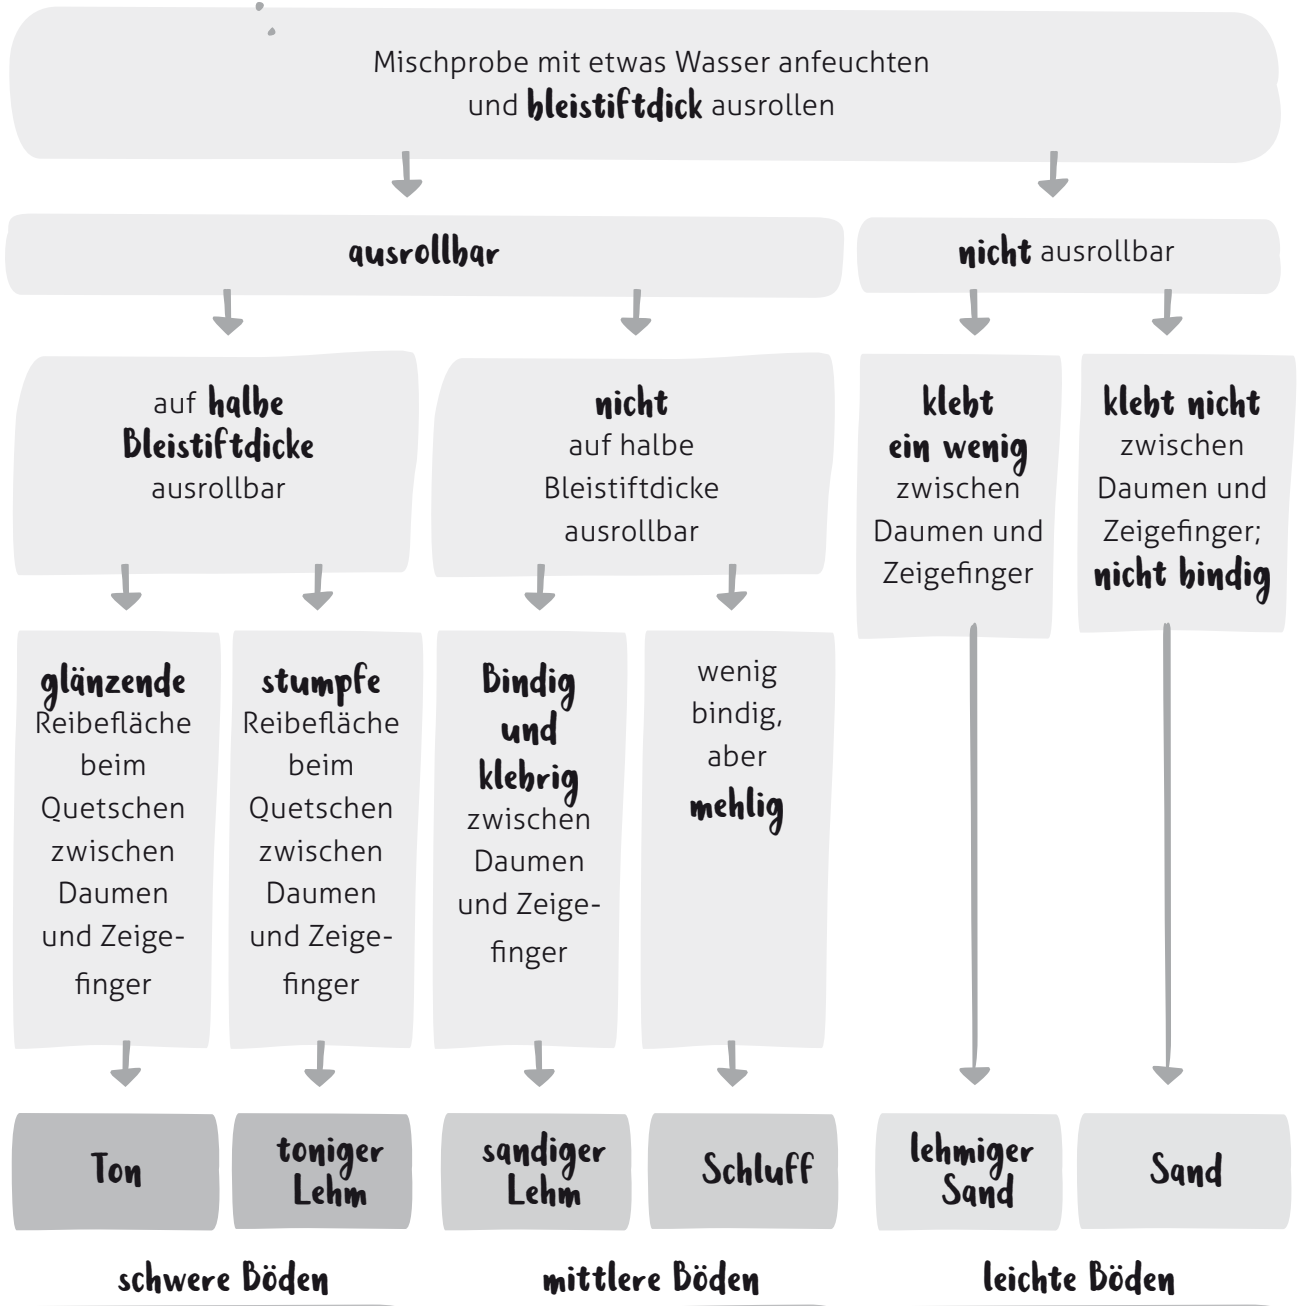 Mischprobe mit etwas Wasser anfeuchten
und bleistiftdick ausrollen
ausrollbar
nicht ausrollbar
auf halbe
Bleistiftdicke
ausrollbar
nicht
auf halbe
Bleistiftdicke
ausrollbar
klebt
ein wenig
zwischen
Daumen und
Zeigefinger
klebt nicht
zwischen
Daumen und
Zeigefinger;
nicht bindig
glänzende
Reibefläche
beim
Quetschen
zwischen
Daumen
und Zeige-
finger
stumpfe
Reibefläche
beim
Quetschen
zwischen
Daumen
und Zeige-
finger
Bindig
und
klebrig
zwischen
Daumen
und Zeige-
finger
wenig
bindig,
aber
mehlig
Ton
toniger
Lehm
sandiger
Lehm
Schluff
lehmiger
Sand
Sand
schwere Böden
mittlere Böden
leichte Böden